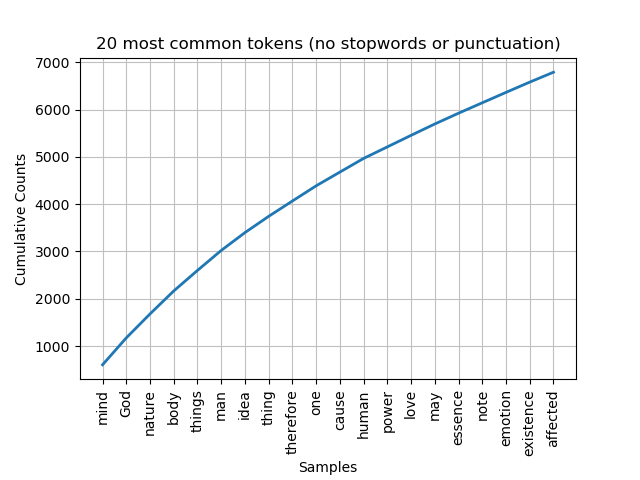 20 most common tokens (no stopwords or punctuation)
7000
6000
5000
4000
3000
2000
1000
Cumulative Counts
mind
God
nature
body
things
man
idea
thing
therefore
one
cause
human
power
love
may
essence
note
emotion
existence
affected
Samples